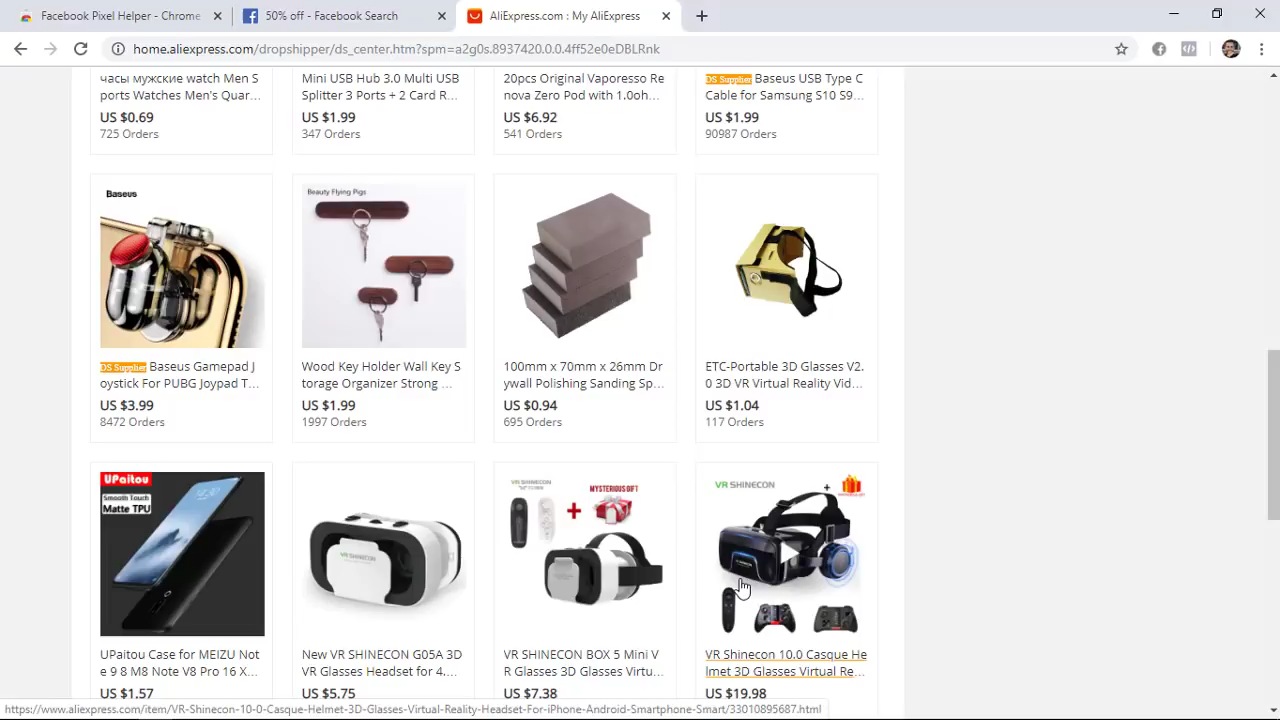 Facebook Pixel Helper - Chrom
50% off - Facebook Search
AliExpress.com : My AliExpress
home.aliexpress.com/dropshipper/ds_center.htm?spm=a2g0s.8937420.0.0.4ff52e0eDBLRnk
часы мужские watch Men S
ports Watches Men's Quar...
US $0.69
725 Orders
Mini USB Hub 3.0 Multi USB
Splitter 3 Ports + 2 Card R...
US $1.99
347 Orders
20pcs Original Vaporesso Re
nova Zero Pod with 1.0oh...
US $6.92
541 Orders
DS Supplier Baseus USB Type C
Cable for Samsung S10 S9...
US $1.99
90987 Orders
Baseus
DS Supplier Baseus Gamepad J
oystick For PUBG Joypad T...
US $3.99
8472 Orders
Beauty Flying Pigs
Wood Key Holder Wall Key S
torage Organizer Strong ...
US $1.99
1997 Orders
100mm x 70mm x 26mm Dr
ywall Polishing Sanding Sp...
US $0.94
695 Orders
ETC-Portable 3D Glasses V2.
0 3D VR Virtual Reality Vid...
US $1.04
117 Orders
UPaitou
Smooth Touch
Matte TPU
UPaitou Case for MEIZU Not
e 9 8 M8 Note V8 Pro 16 X...
US $1.57
VR SHINECON
New VR SHINECON G05A 3D
VR Glasses Headset for 4....
US $5.75
VR SHINECON
+
MYSTERIOUS GIFT
VR SHINECON BOX 5 Mini V
R Glasses 3D Glasses Virtu...
US $7.38
VR SHINECON
+
VR Shinecon 10.0 Casque He
lmet 3D Glasses Virtual Re...
US $19.98
https://www.aliexpress.com/item/VR-Shinecon-10-0-Casque-Helmet-3D-Glasses-Virtual-Reality-Headset-For-iPhone-Android-Smartphone-Smart/33010895687.html